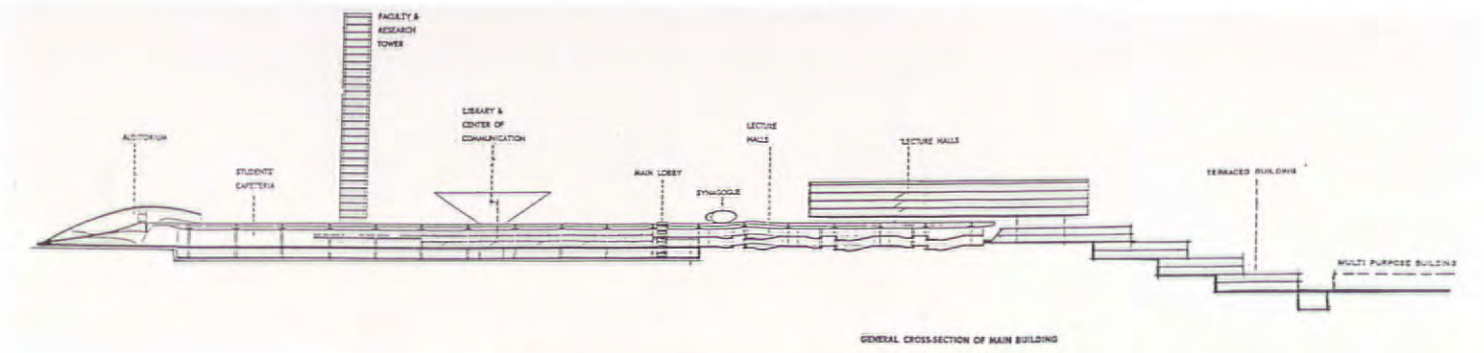 FACULTY &
RESEARCH
TOWER
AUDITORIUM
STUDENTS'
CAFETERIA
LIBRARY &
CENTER OF
COMMUNICATION
MAIN LOBBY
SYNAGOGUE
LECTURE
HALLS
LECTURE HALLS
TERRACED BUILDING
MULTI PURPOSE BUILDING
GENERAL CROSS-SECTION OF MAIN BUILDING